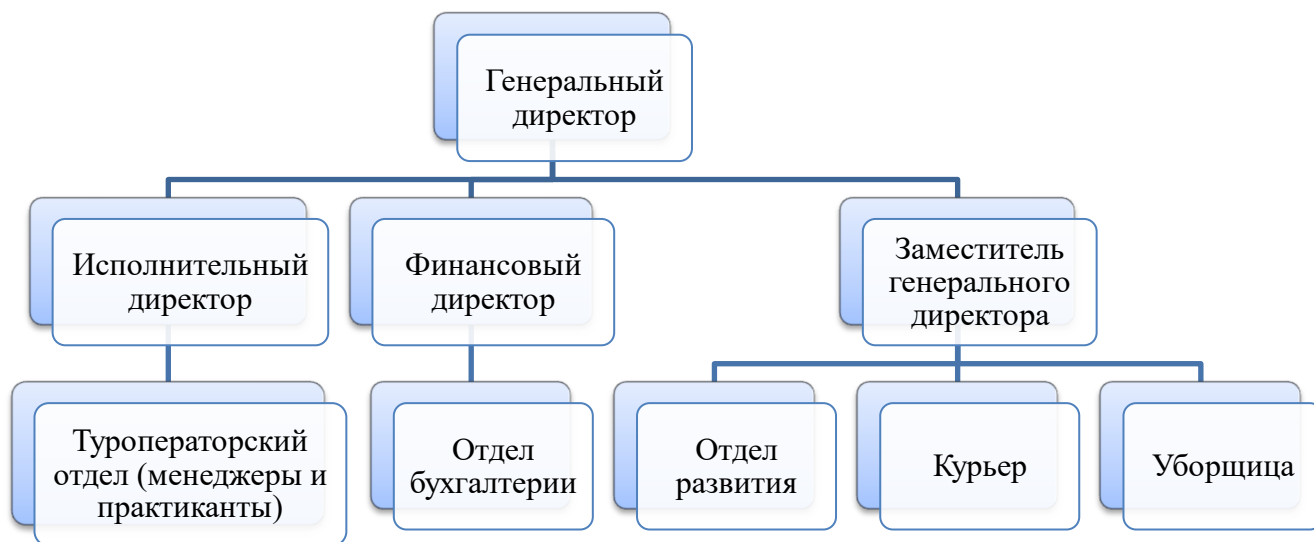 Генеральный
директор
Исполнительный
директор
Финансовый
директор
Заместитель
генерального
директора
Туроператорский
отдел (менеджеры и
практиканты)
Отдел
бухгалтерии
Отдел
развития
Курьер
Уборщица